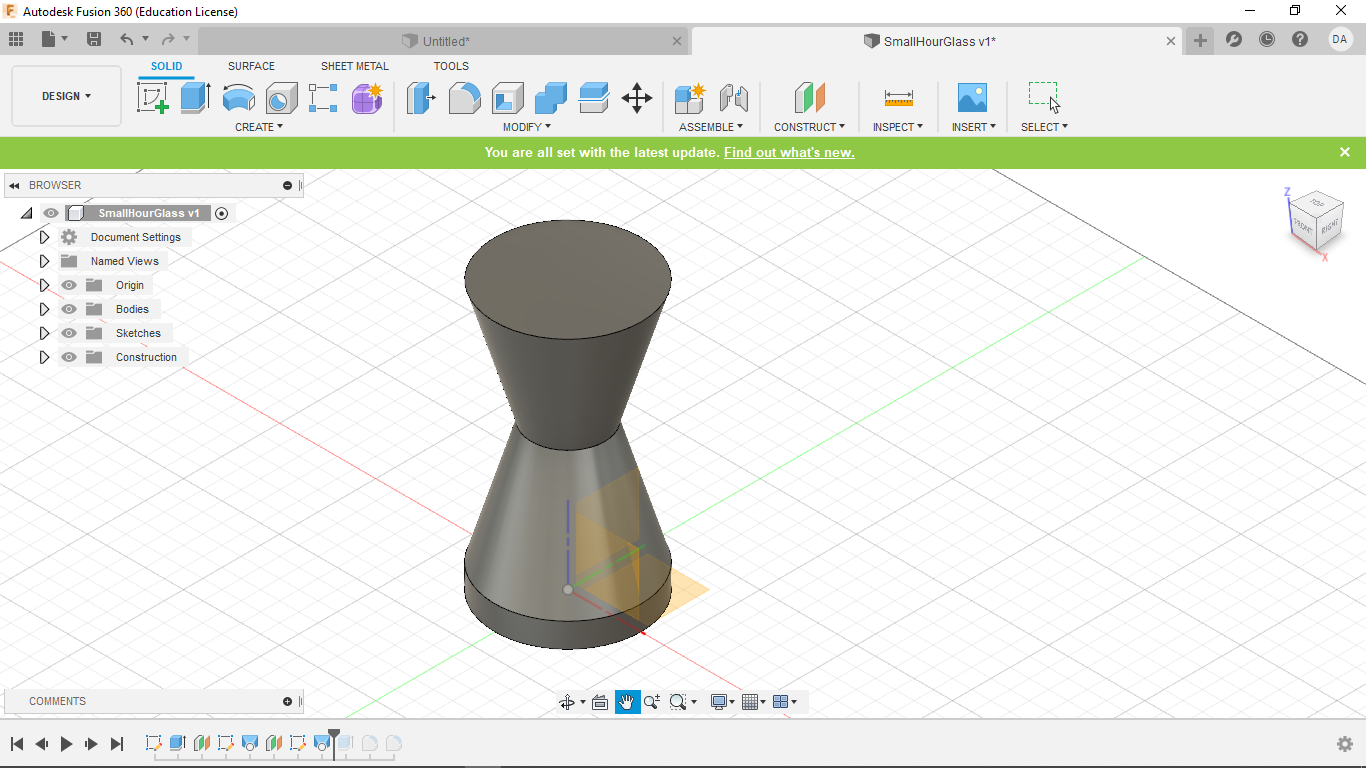 Autodesk Fusion 360 (Education License)
Untitled*
SmallHourGlass v1*
DA
SOLID SURFACE SHEET METAL TOOLS
DESIGN
CREATE MODIFY ASSEMBLE CONSTRUCT INSPECT INSERT SELECT
You are all set with the latest update. Find out what's new.
BROWSER
SmallHourGlass v1
Document Settings
Named Views
Origin
Bodies
Sketches
Construction
Z
TOP
FRONT
RIGHT
X
COMMENTS